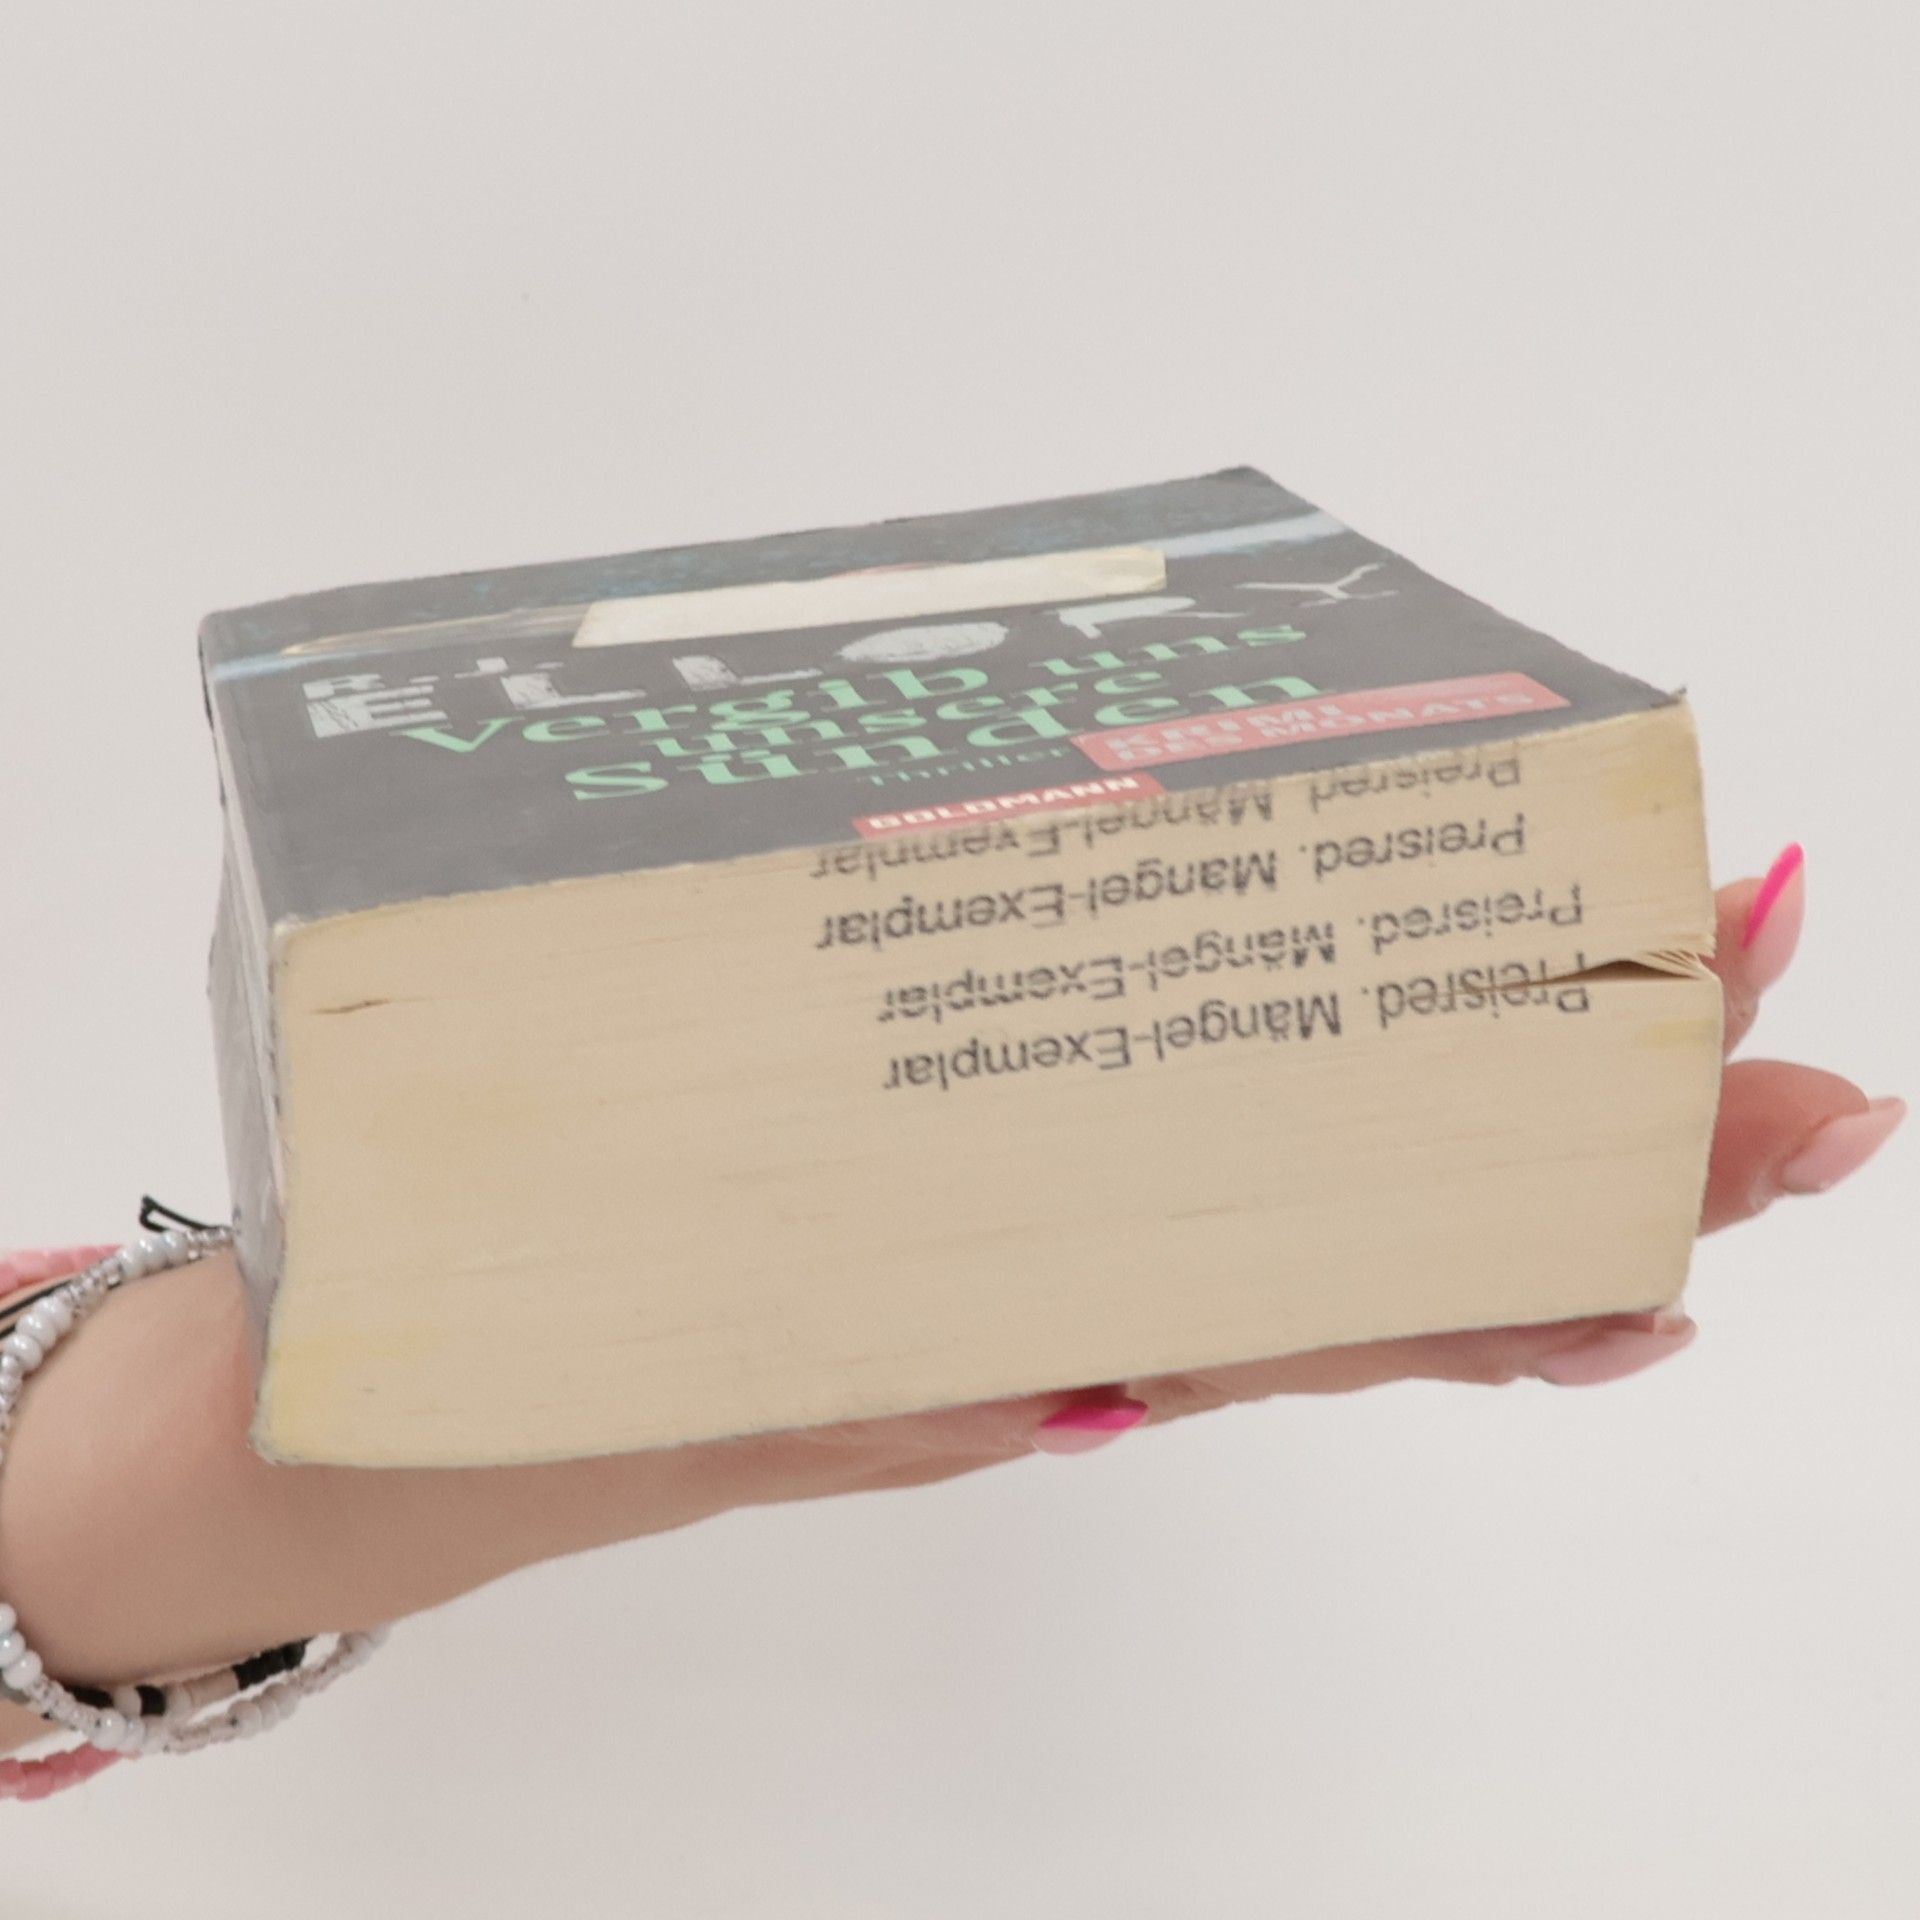 R.J.
ELLORY
Vergib uns
unsere
Sünden
Thriller
KRIMI
DES MONATS
GOLDMANN
Preisred. Mängel-Exemplar
Preisred. Mängel-Exemplar
Preisred. Mängel-Exemplar
Preisred. Mängel-Exemplar